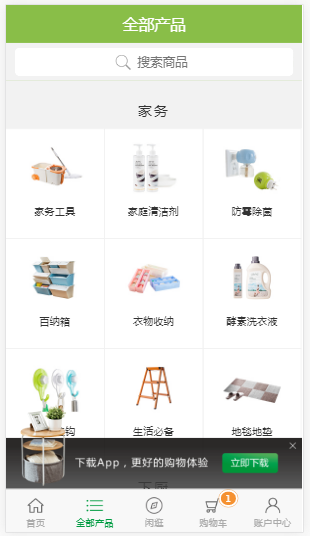 全部产品
搜索商品
家务
家务工具 家庭清洁剂 防霉除菌
百纳箱 衣物收纳 酵素洗衣液
钩 生活必备 地毯地垫
下载App，更好的购物体验 立即下载 ×
1
首页 全部产品 闲逛 购物车 账户中心